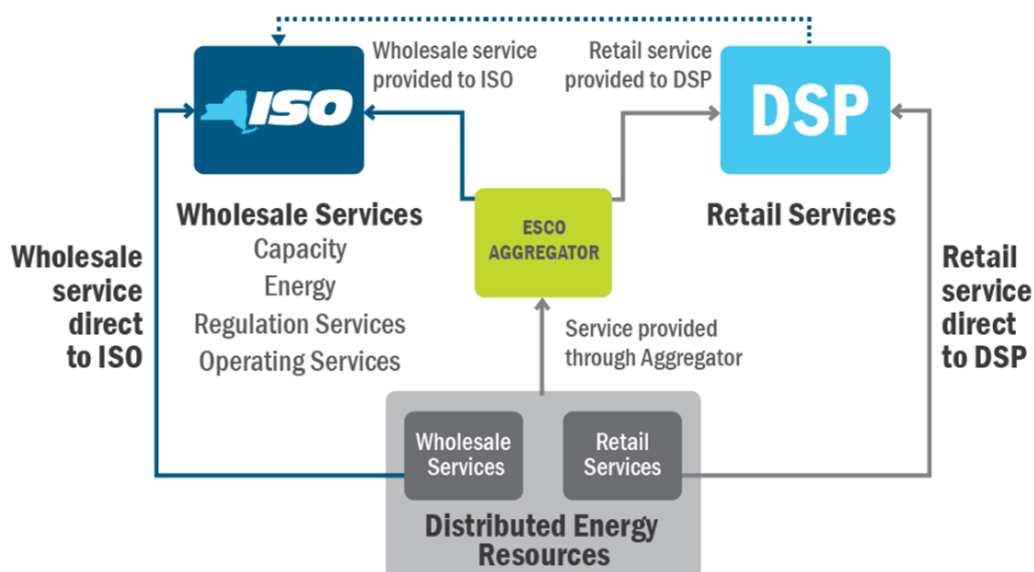 Wholesale service
provided to ISO
Retail service
provided to DSP
ISO
DSP
Wholesale Services
Capacity
Energy
Regulation Services
Operating Services
ESCO
AGGREGATOR
Retail Services
Wholesale
service
direct
to ISO
Retail
service
direct
to DSP
Service provided
through Aggregator
Wholesale
Services
Retail
Services
Distributed Energy
Resources